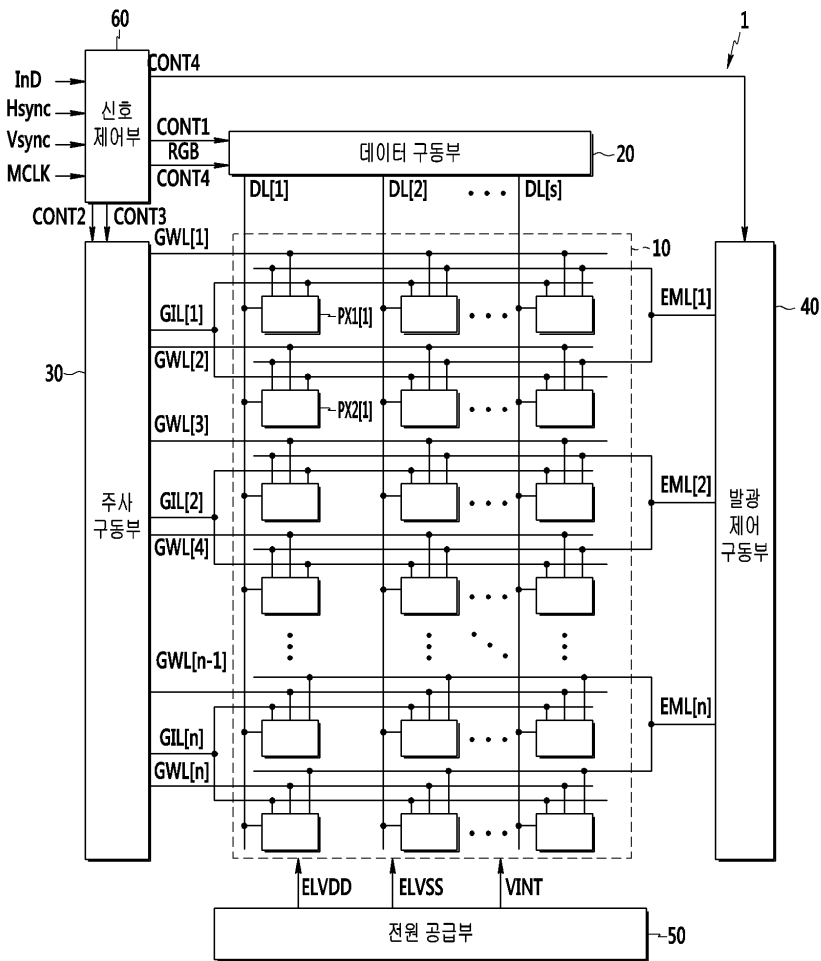 60
1
CONT4
InD
Hsync
Vsync
MCLK
신호
제어부
CONT1
RGB
CONT4
데이터 구동부
20
CONT2
CONT3
DL[1]
DL[2]
DL[s]
GWL[1]
10
GIL[1]
PX1[1]
EML[1]
40
GWL[2]
30
PX2[1]
GWL[3]
주사
구동부
GIL[2]
EML[2]
발광
제어
구동부
GWL[4]
GWL[n-1]
EML[n]
GIL[n]
GWL[n]
ELVDD
ELVSS
VINT
전원 공급부
50